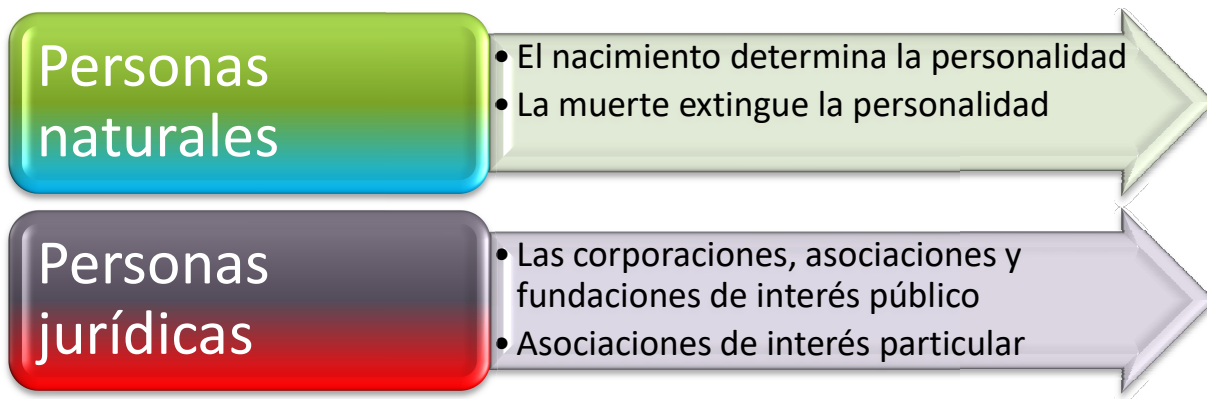 Personas
naturales
• El nacimiento determina la personalidad
• La muerte extingue la personalidad
Personas
jurídicas
• Las corporaciones, asociaciones y
fundaciones de interés público
• Asociaciones de interés particular